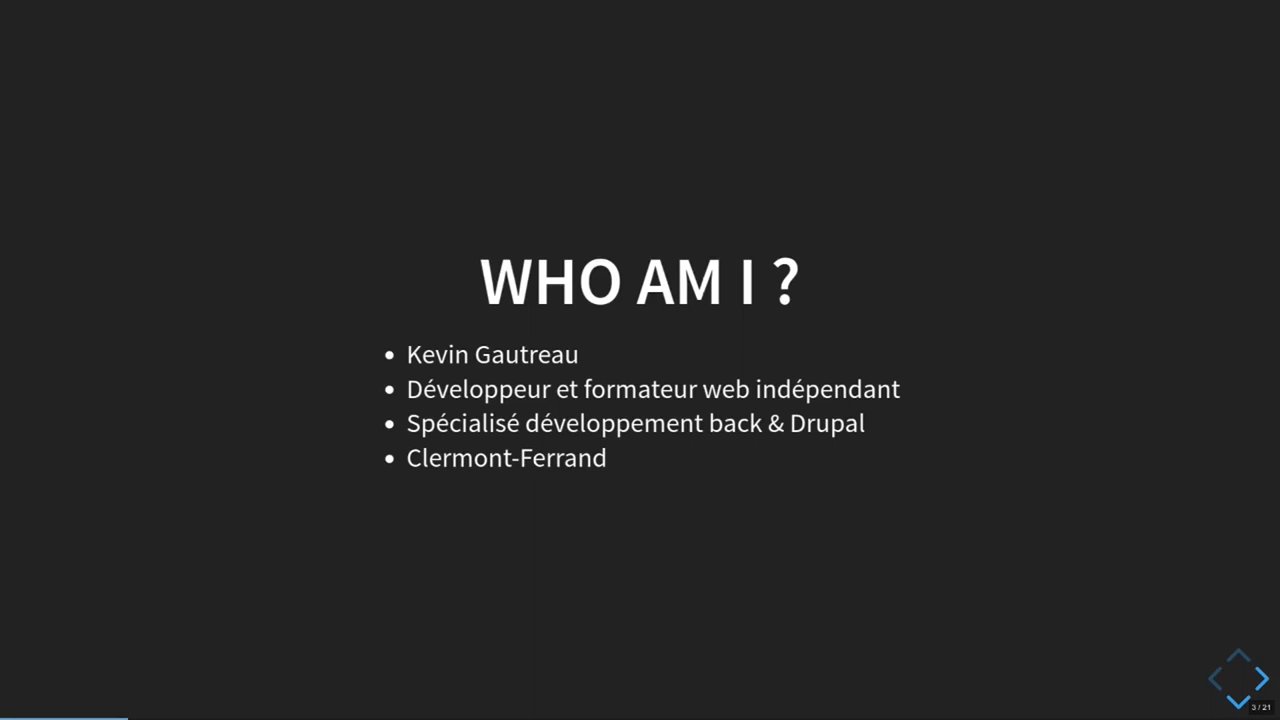 WHO AM I ?
Kevin Gautreau
Développeur et formateur web indépendant
Spécialisé développement back & Drupal
Clermont-Ferrand
3 / 21